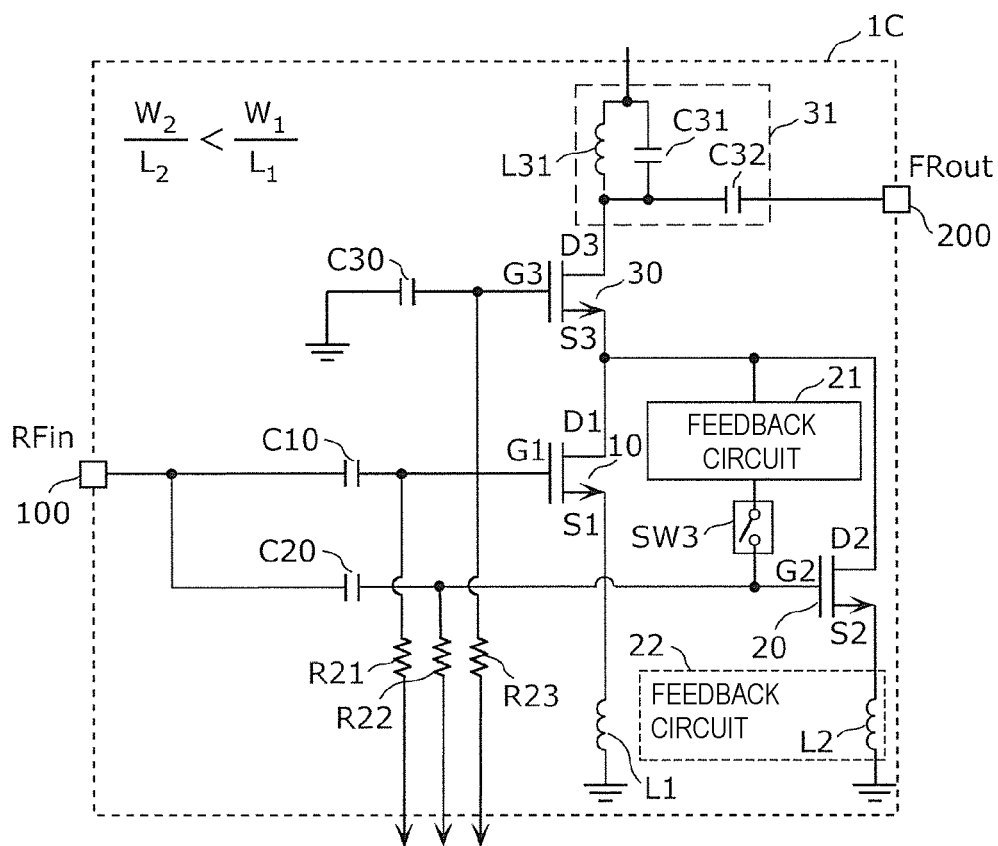 1C
W2/L2 < W1/L1
31
C31
L31
C32
FRout
200
D3
C30
G3
30
S3
21
FEEDBACK
CIRCUIT
RFin
D1
C10
G1
10
100
S1
SW3
D2
C20
G2
20
S2
22
R21
R22
R23
FEEDBACK
CIRCUIT
L2
L1